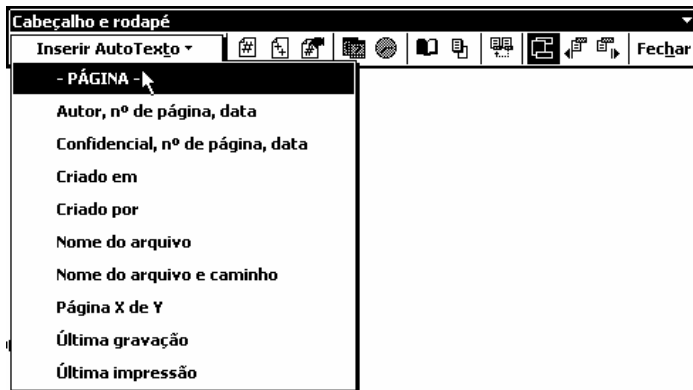 Cabeçalho e rodapé
Inserir AutoTexto Fechar
- PÁGINA -
Autor, nº de página, data
Confidencial, nº de página, data
Criado em
Criado por
Nome do arquivo
Nome do arquivo e caminho
Página X de Y
Última gravação
Última impressão